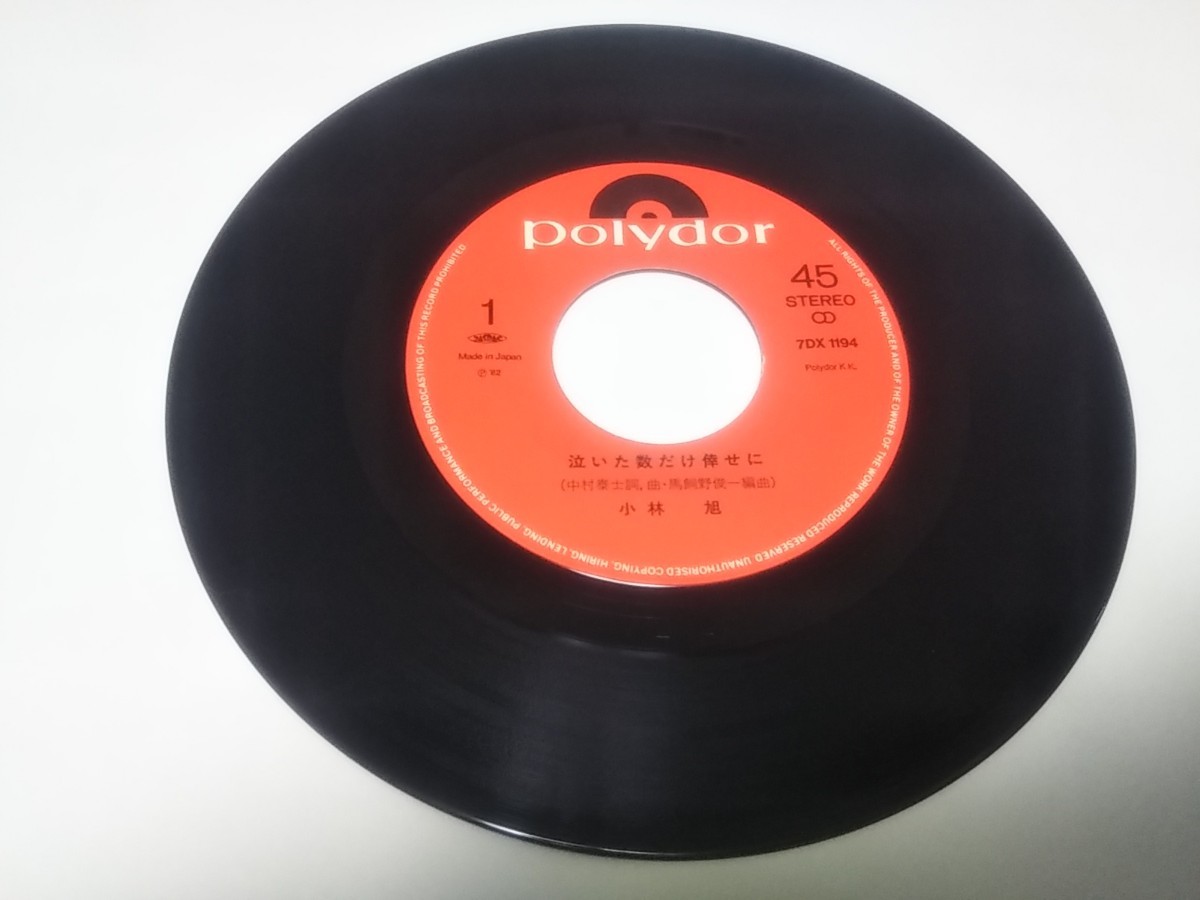 polydor
45
STEREO
1
7DX 1194
Made in Japan
Polydor K.K.
℗ '82
泣いた数だけ倖せに
(中村泰士詞, 曲・馬飼野俊一編曲)
小林 旭
ALL RIGHTS OF THE PRODUCER AND OF THE OWNER OF THE WORK REPRODUCED RESERVED UNAUTHORISED COPYING, HIRING, LENDING, PUBLIC PERFORMANCE AND BROADCASTING OF THIS RECORD PROHIBITED